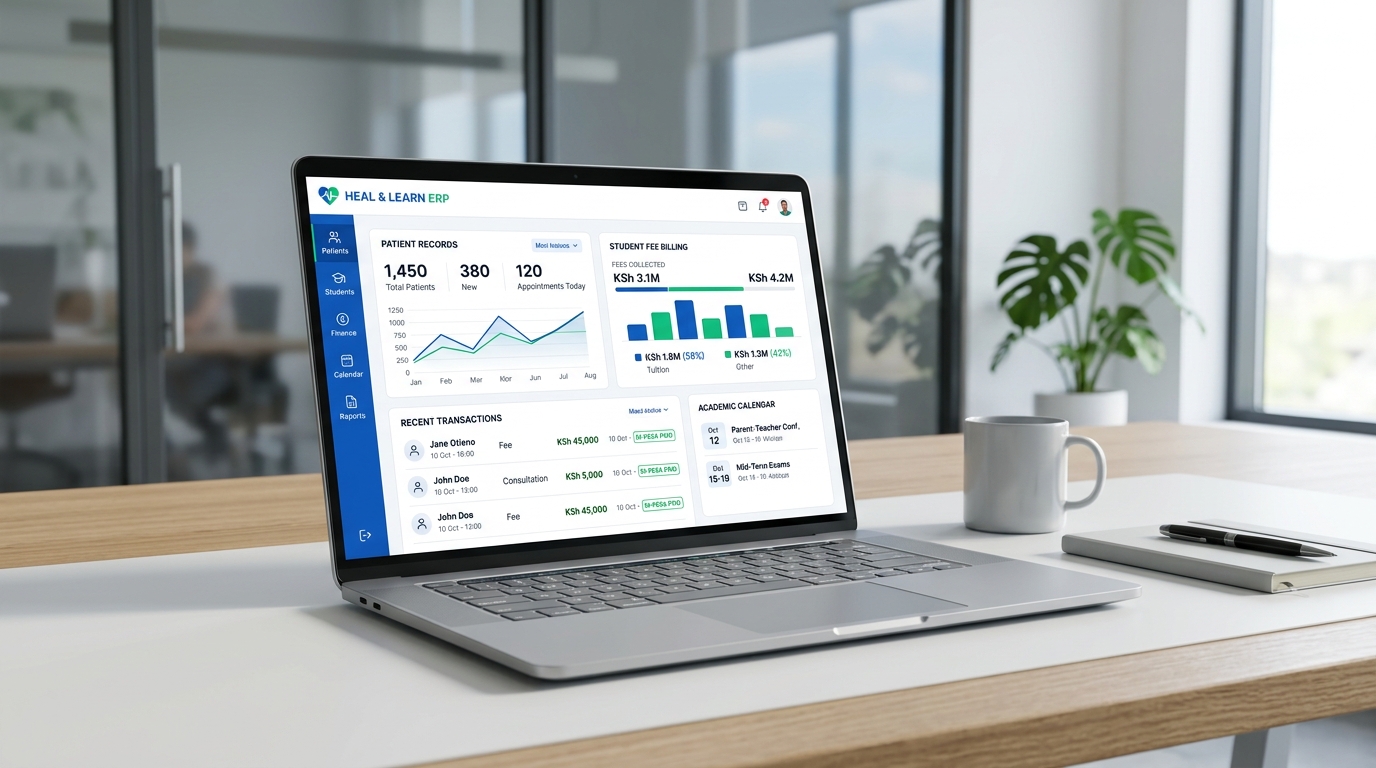 HEAL & LEARN ERP
Patients
Students
Finance
Calendar
Raports
PATIENT RECORDS
1,450
Total Patients
380
New
120
Appointments Today
1250
1000
750
500
250
0
Jan Feb Mer Jun Jul Aug
STUDENT FEE BILLING
FEES COLLECTED
KSh 3.1M KSh 4.2M
KSh 1.8M (58%)
Tuition
KSh 1.3M (42%)
Other
RECENT TRANSACTIONS
Jane Otieno
10 Oct - 16:00
Fee
KSh 45,000
10 Oct -
John Doe
10 Oct - 13:00
Consultation
KSh 5,000
10 Oct -
John Dos
10 Oct - 12:00
Fee
KSh 45,000
10 Oct -
ACADEMIC CALENGAR
Oct
12
Parent-Teacher Conf,
15-19
Mid-Tenn Exams